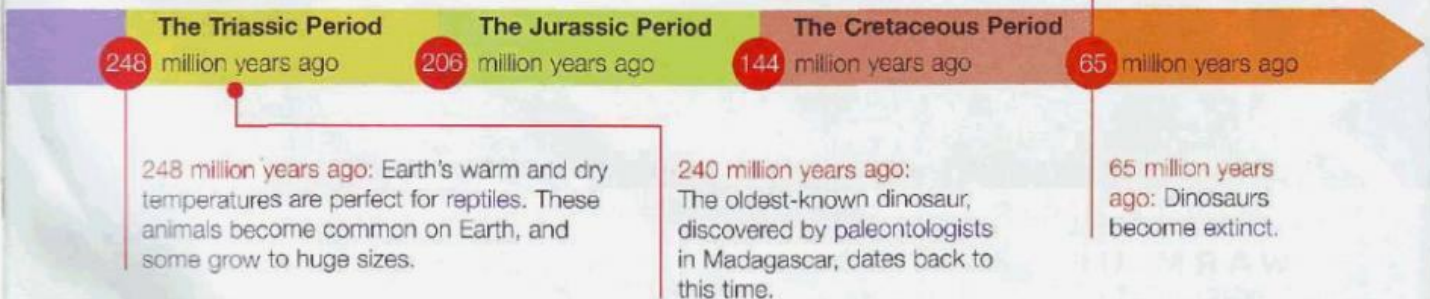 The Triassic Period
248 million years ago
The Jurassic Period
206 million years ago
The Cretaceous Period
144 million years ago
65 million years ago
248 million years ago: Earth's warm and dry
temperatures are perfect for reptiles. These
animals become common on Earth, and
some grow to huge sizes.
240 million years ago:
The oldest-known dinosaur,
discovered by paleontologists
in Madagascar, dates back to
this time.
65 million years
ago: Dinosaurs
become extinct.